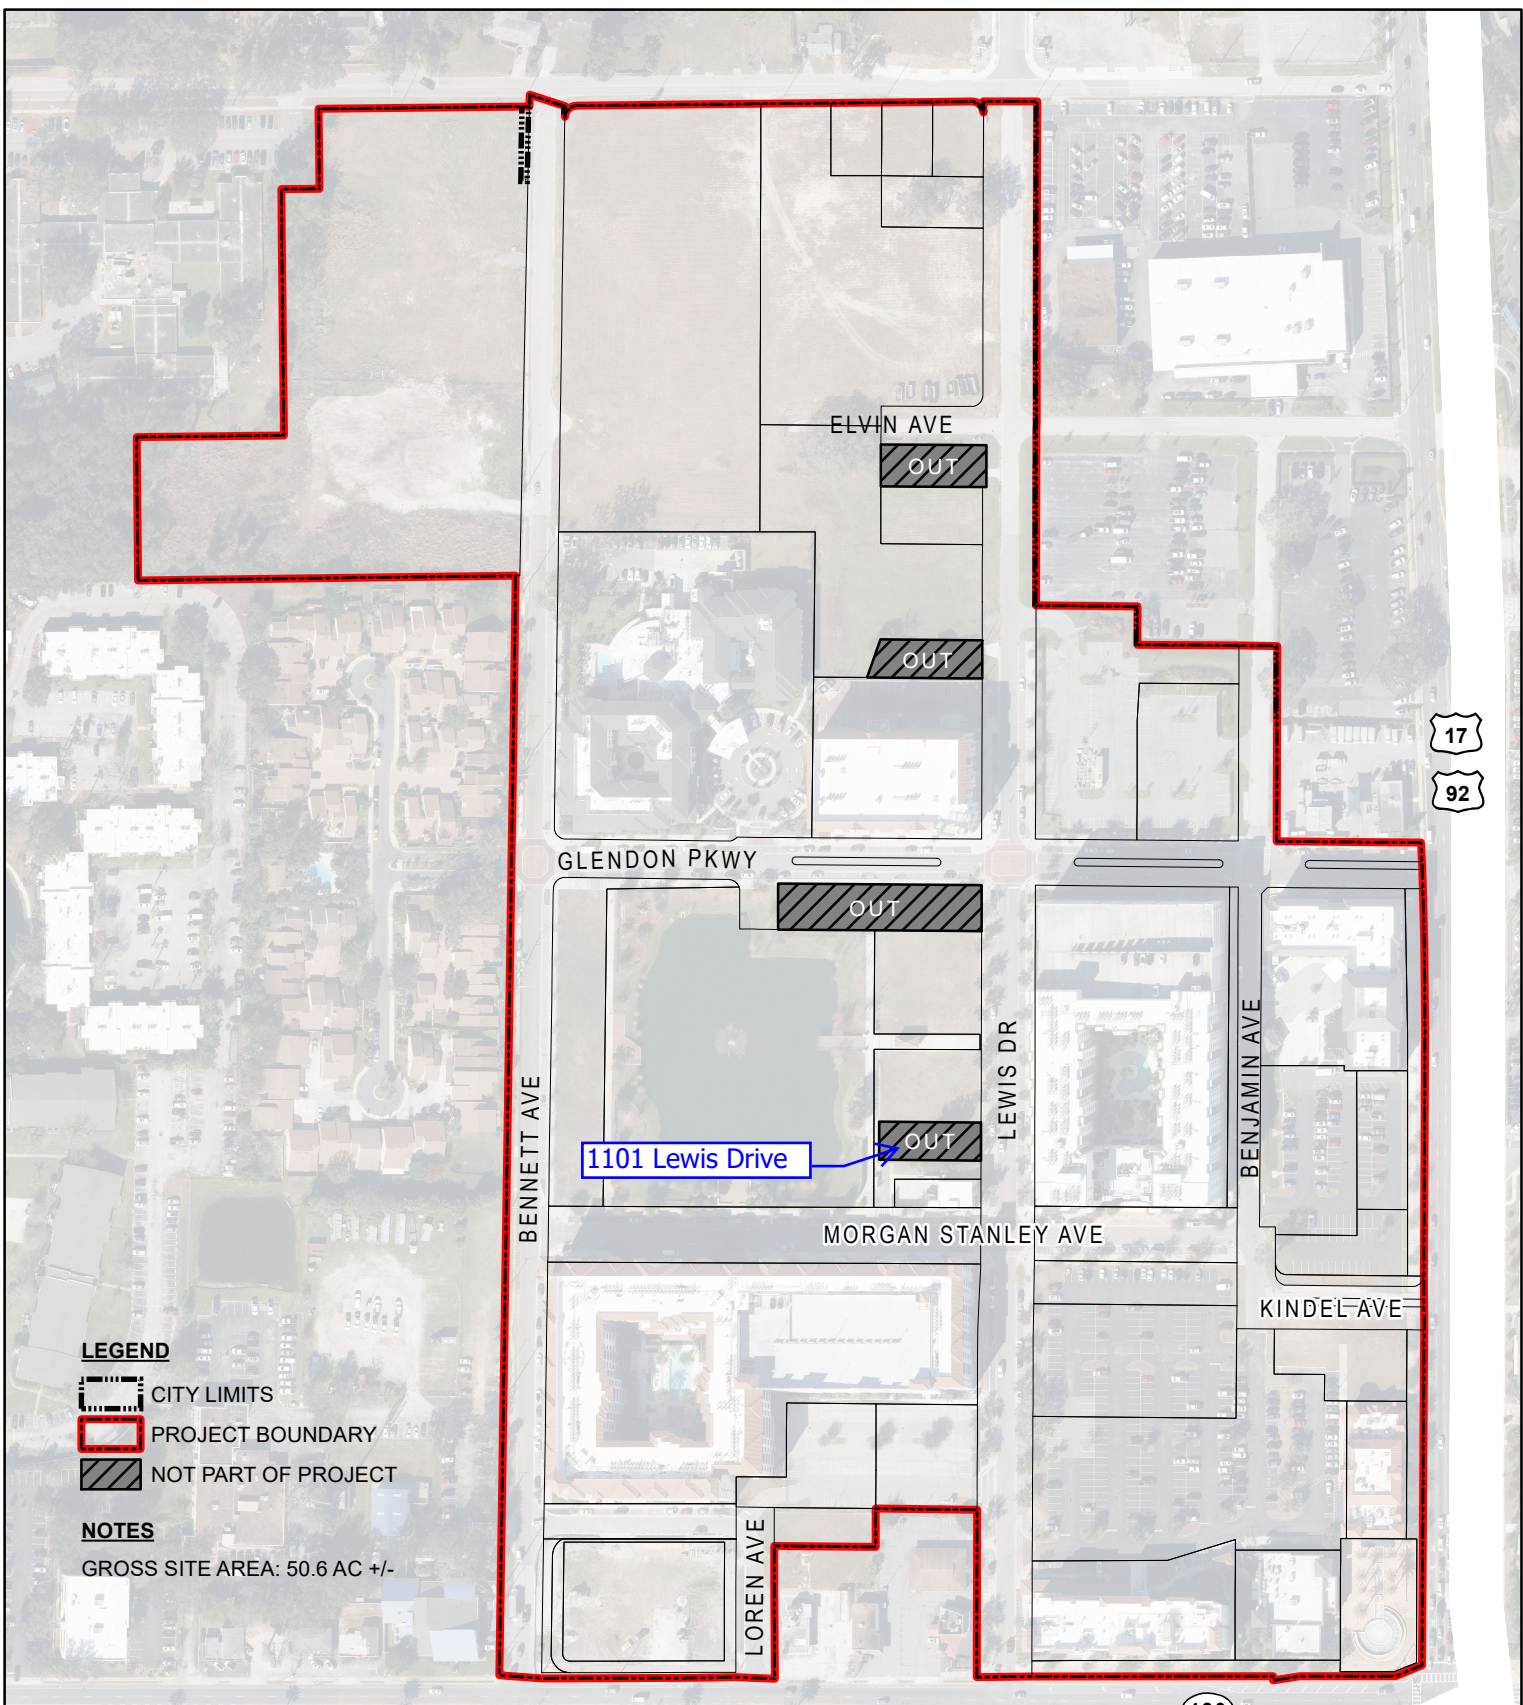 ELVIN AVE
OUT
OUT
17
92
GLENDON PKWY
OUT
LEWIS DR
BENJAMIN AVE
BENNETT AVE
OUT
1101 Lewis Drive
MORGAN STANLEY AVE
KINDEL AVE
LEGEND
CITY LIMITS
PROJECT BOUNDARY
NOT PART OF PROJECT
NOTES
GROSS SITE AREA: 50.6 AC +/-
LOREN AVE